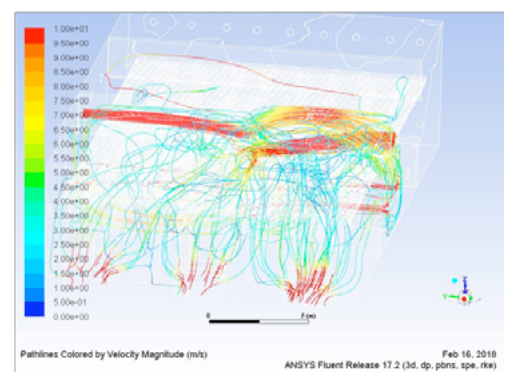 1.00e+01
9.50e+00
9.00e+00
8.50e+00
8.00e+00
7.50e+00
7.00e+00
6.50e+00
6.00e+00
5.50e+00
5.00e+00
4.50e+00
4.00e+00
3.50e+00
3.00e+00
2.50e+00
2.00e+00
1.50e+00
1.00e+00
5.00e-01
0.00e+00
0
(m)
Z
Y
Pathlines Colored by Velocity Magnitude (m/s)
Feb 16, 2018
ANSYS Fluent Release 17.2 (3d, dp, pbns, spe, rke)